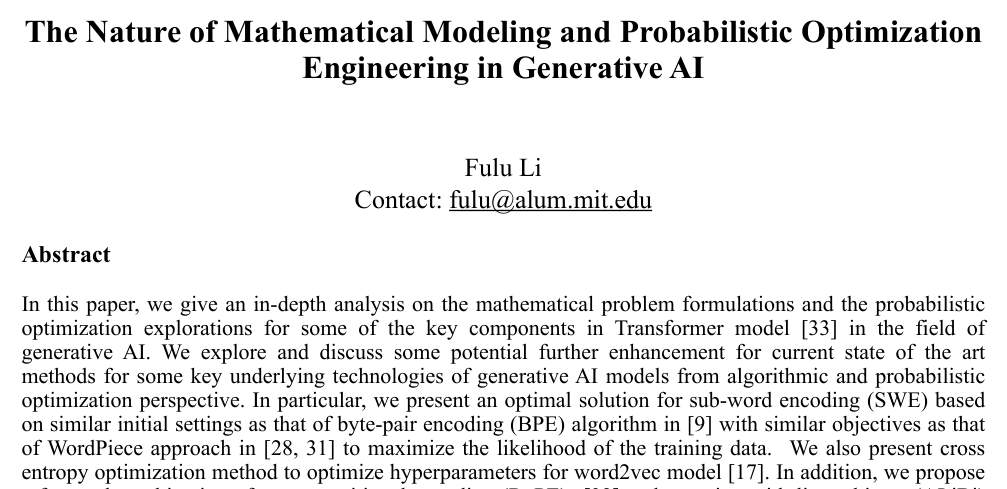 The Nature of Mathematical Modeling and Probabilistic Optimization
Engineering in Generative AI
Fulu Li
Contact: fulu@alum.mit.edu
Abstract
In this paper, we give an in-depth analysis on the mathematical problem formulations and the probabilistic
optimization explorations for some of the key components in Transformer model [33] in the field of
generative AI. We explore and discuss some potential further enhancement for current state of the art
methods for some key underlying technologies of generative AI models from algorithmic and probabilistic
optimization perspective. In particular, we present an optimal solution for sub-word encoding (SWE) based
on similar initial settings as that of byte-pair encoding (BPE) algorithm in [9] with similar objectives as that
of WordPiece approach in [28, 31] to maximize the likelihood of the training data. We also present cross
entropy optimization method to optimize hyperparameters for word2vec model [17]. In addition, we propose